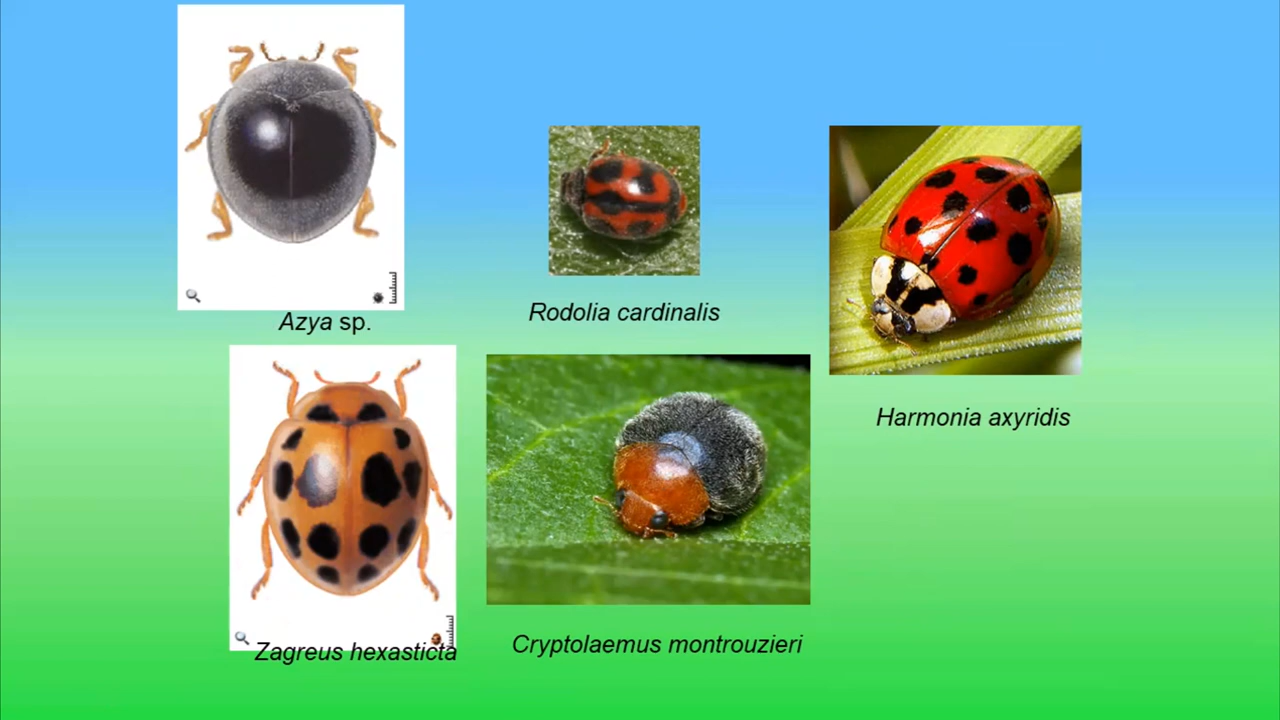 Azya sp.
Rodolia cardinalis
Harmonia axyridis
Zagreus hexasticta
Cryptolaemus montrouzieri